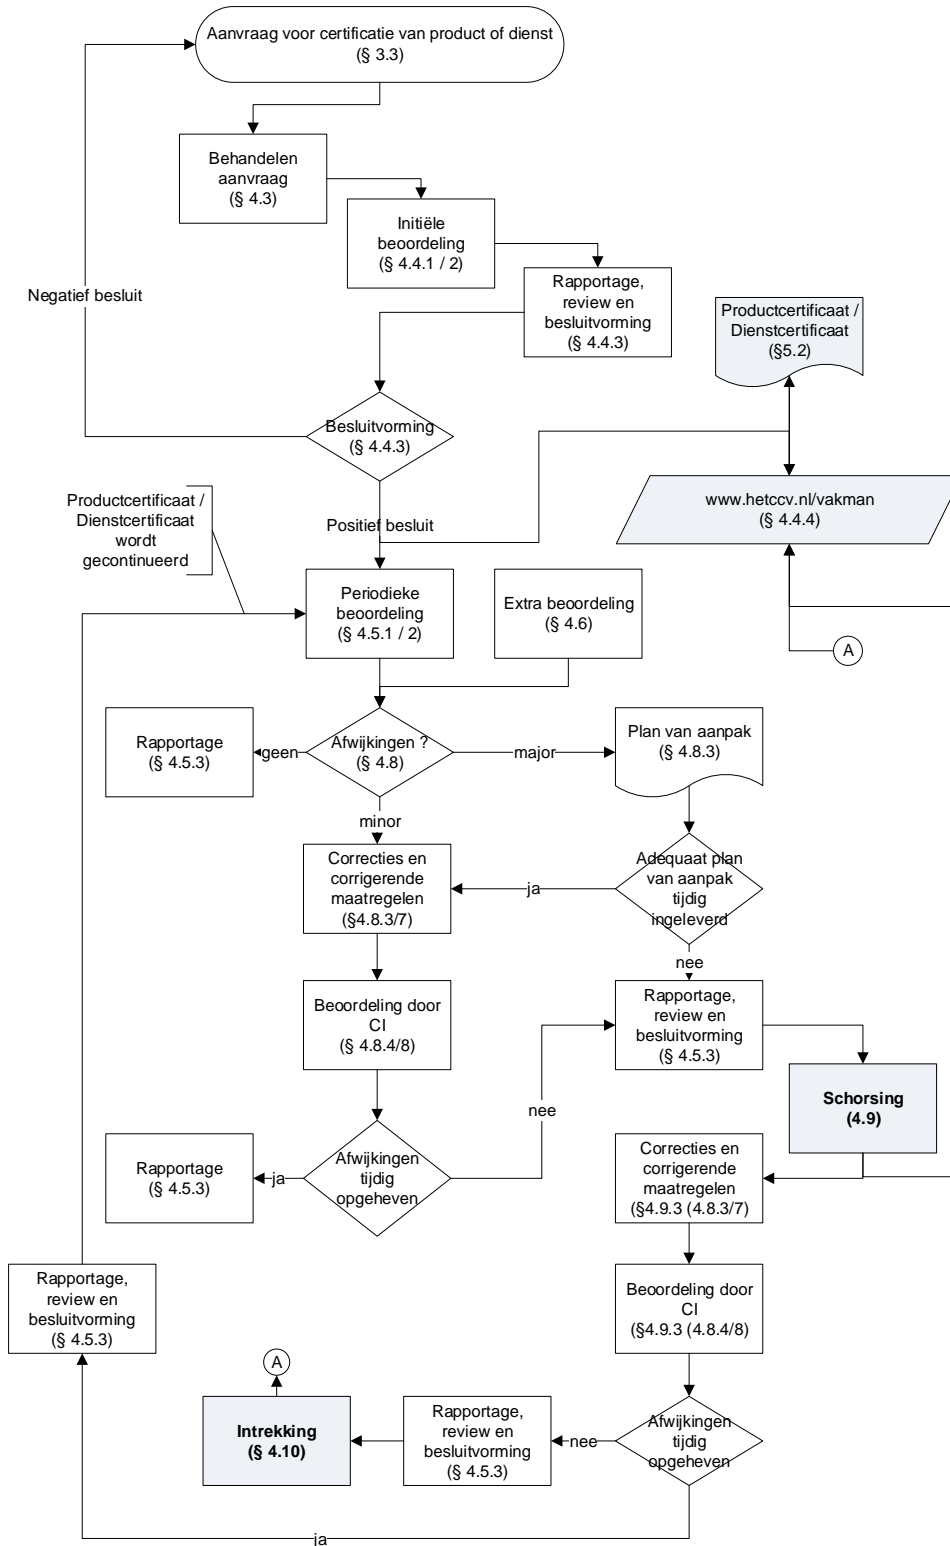 Aanvraag voor certificatie van product of dienst
(§ 3.3)
Behandelen
aanvraag
(§ 4.3)
Initiële
beoordeling
(§ 4.4.1 / 2)
Rapportage,
review en
besluitvorming
(§ 4.4.3)
Negatief besluit
Productcertificaat /
Dienstcertificaat
(§5.2)
Besluitvorming
(§ 4.4.3)
www.hetccv.nl/vakman
(§ 4.4.4)
Productcertificaat /
Dienstcertificaat
wordt
gecontinueerd
Positief besluit
Periodieke
beoordeling
(§ 4.5.1 / 2)
Extra beoordeling
(§ 4.6)
A
Rapportage
(§ 4.5.3)
geen
Afwijkingen ?
(§ 4.8)
major
Plan van aanpak
(§ 4.8.3)
minor
Correcties en
corrigerende
maatregelen
(§4.8.3/7)
ja
Adequaat plan
van aanpak
tijdig
ingeleverd
nee
Beoordeling door
CI
(§ 4.8.4/8)
Rapportage,
review en
besluitvorming
(§ 4.5.3)
Schorsing
(4.9)
nee
Rapportage
(§ 4.5.3)
ja
Afwijkingen
tijdig
opgeheven
Correcties en
corrigerende
maatregelen
(§4.9.3 (4.8.3/7)
Rapportage,
review en
besluitvorming
(§ 4.5.3)
Beoordeling door
CI
(§4.9.3 (4.8.4/8)
A
Intrekking
(§ 4.10)
Rapportage,
review en
besluitvorming
(§ 4.5.3)
nee
Afwijkingen
tijdig
opgeheven
ja